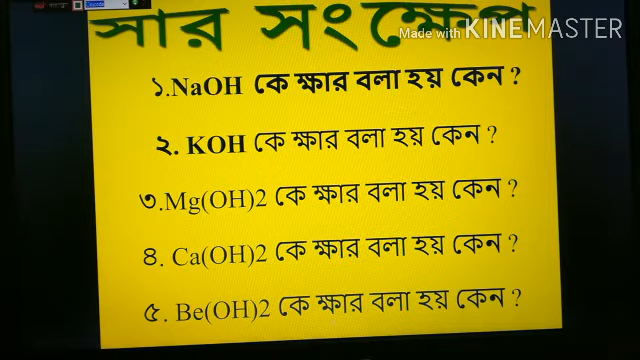 সার সংক্ষেপ
Made with KINEMASTER
১.NaOH কে ক্ষার বলা হয় কেন ?
২. KOH কে ক্ষার বলা হয় কেন ?
৩.Mg(OH)2 কে ক্ষার বলা হয় কেন ?
৪. Ca(OH)2 কে ক্ষার বলা হয় কেন ?
৫. Be(OH)2 কে ক্ষার বলা হয় কেন ?